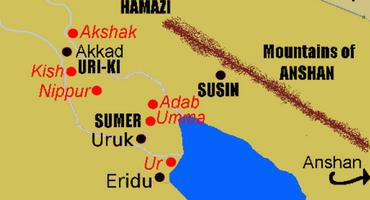 HAMAZI
Akshak
Akkad
Kish URI-KI
Nippur
Mountains of
ANSHAN
SUSIN
Adab
SUMER Umma
Uruk
Ur
Eridu
Anshan